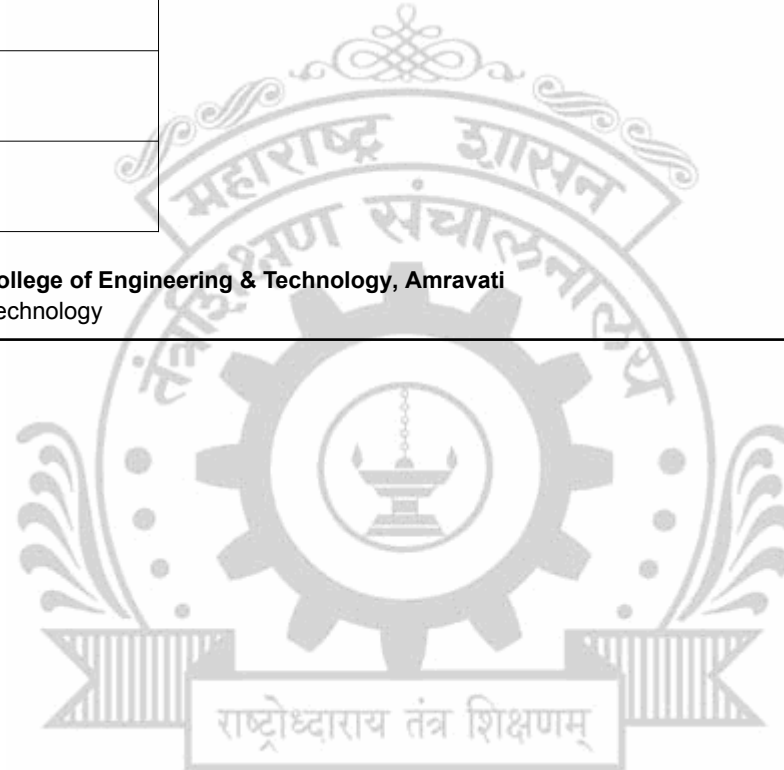 महाराष्ट्र शासन
तंत्रशिक्षण संचालनालय
ollege of Engineering & Technology, Amravati
echnology
राष्ट्रोध्दाराय तंत्र शिक्षणम्